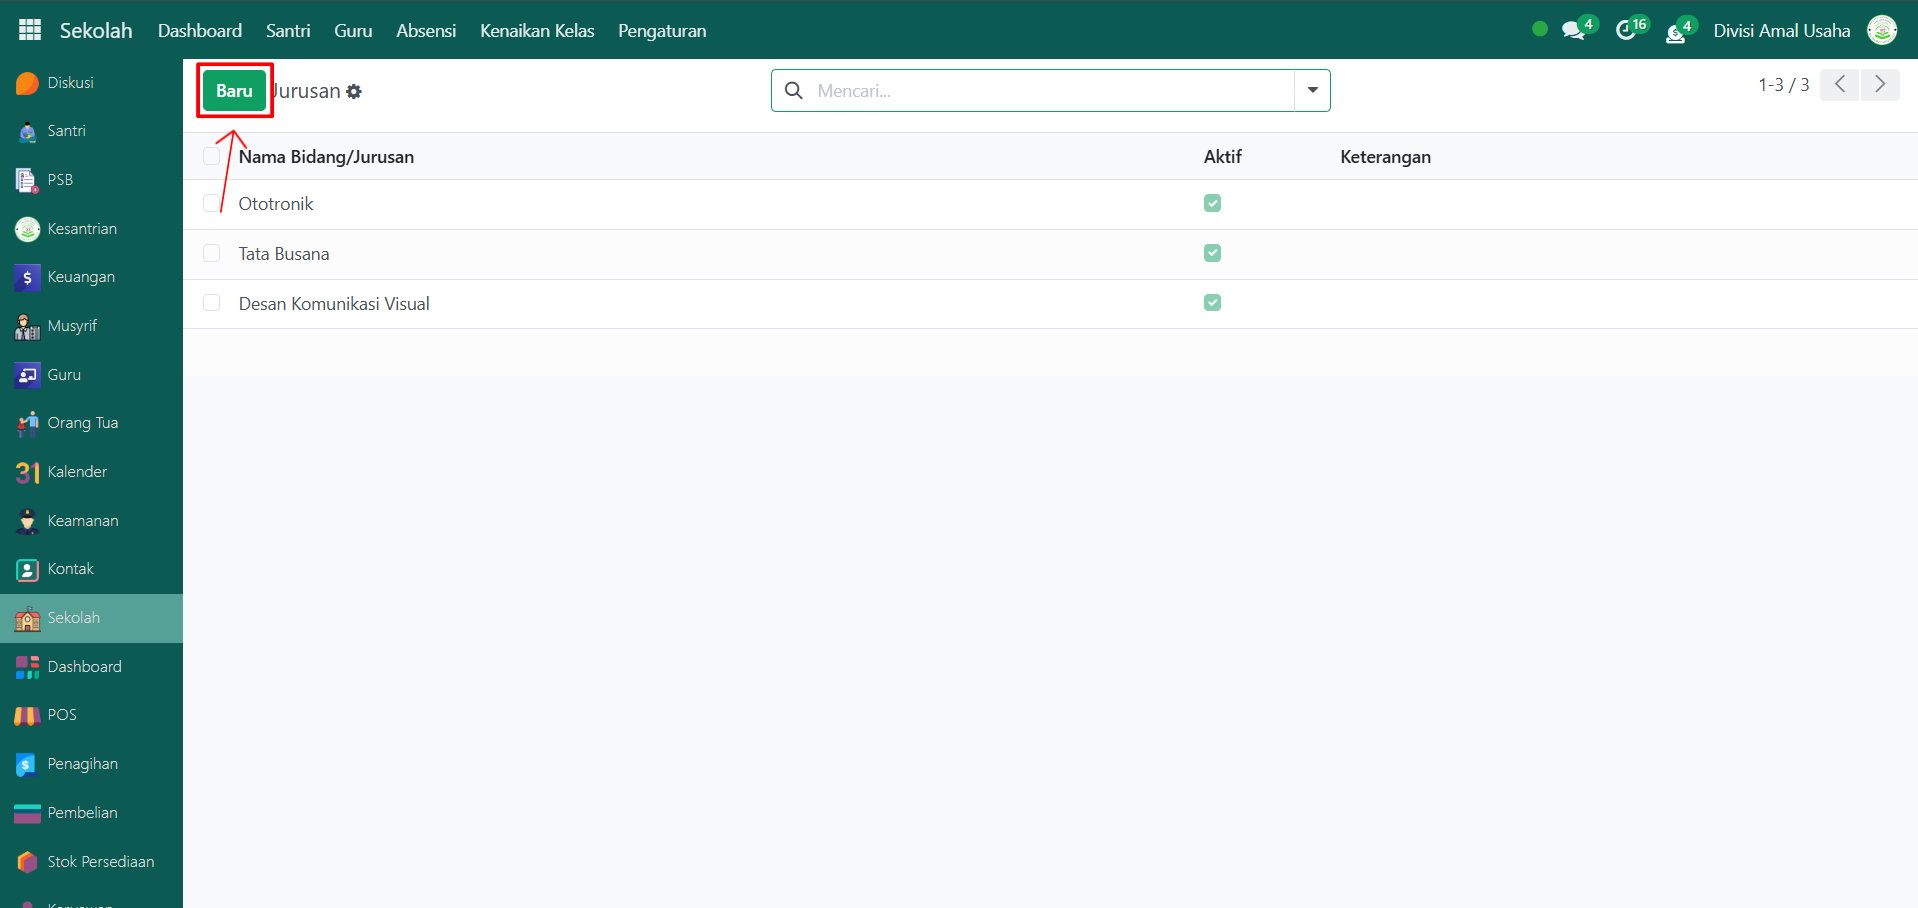 Sekolah Dashboard Santri Guru Absensi Kenaikan Kelas Pengaturan 4 16 4 Divisi Amal Usaha
Diskusi
Santri
PSB
Kesantrian
Keuangan
Musyrif
Guru
Orang Tua
31 Kalender
Keamanan
Kontak
Sekolah
Dashboard
POS
Penagihan
Pembelian
Stok Persediaan
Baru Jurusan Mencari... 1-3 / 3
Nama Bidang/Jurusan Aktif Keterangan
Ototronik
Tata Busana
Desan Komunikasi Visual